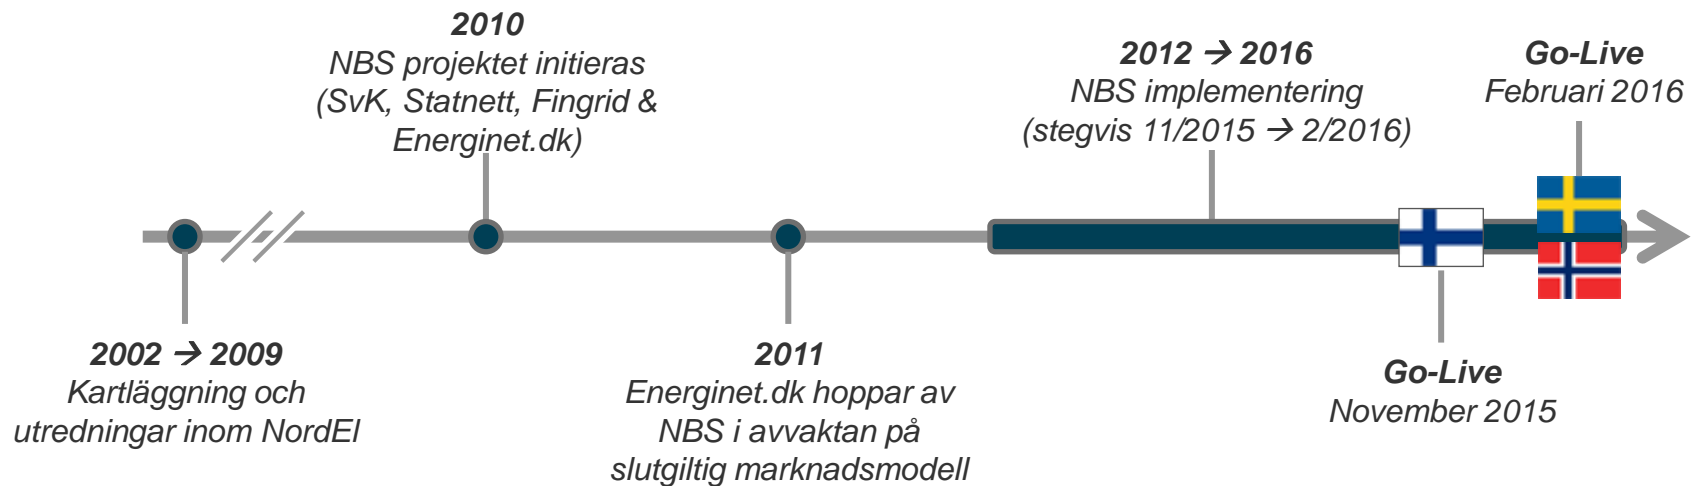 2010
NBS projektet initieras
(SvK, Statnett, Fingrid &
Energinet.dk)
2012 → 2016
NBS implementering
(stegvis 11/2015 → 2/2016)
Go-Live
Februari 2016
2002 → 2009
Kartläggning och
utredningar inom NordEl
2011
Energinet.dk hoppar av
NBS i avvaktan på
slutgiltig marknadsmodell
Go-Live
November 2015